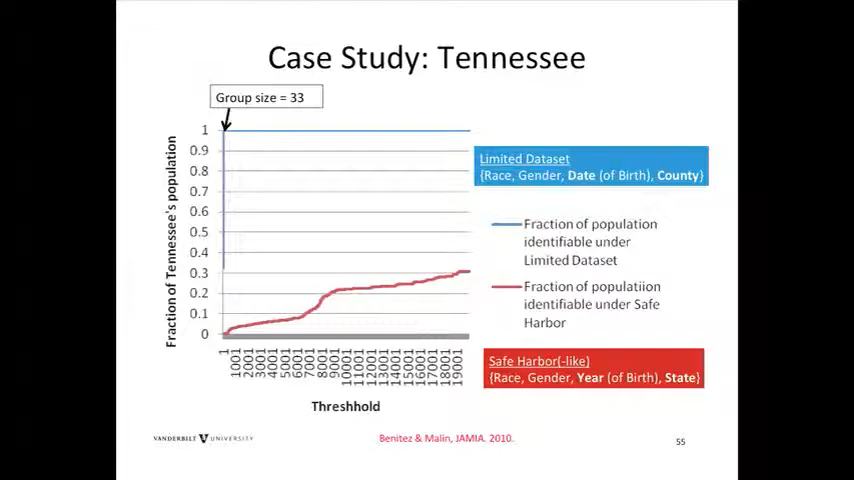 Case Study: Tennessee
Group size = 33
Fraction of Tennessee's population
1
0.9
0.8
0.7
0.6
0.5
0.4
0.3
0.2
0.1
0
1
1001
2001
3001
4001
5001
6001
7001
8001
9001
10001
11001
12001
13001
14001
15001
16001
17001
18001
19001
Threshhold
Limited Dataset
{Race, Gender, Date (of Birth), County}
Fraction of population
identifiable under
Limited Dataset
Fraction of populatiion
identifiable under Safe
Harbor
Safe Harbor(-like)
{Race, Gender, Year (of Birth), State}
VANDERBILT V UNIVERSITY
Benitez & Malin, JAMIA. 2010.
55